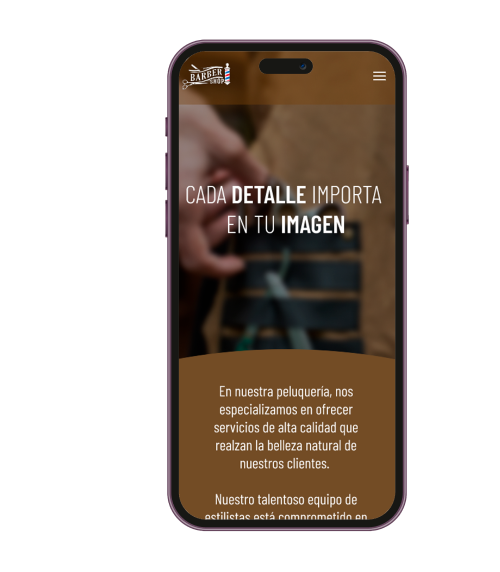 BARBER
SHOP
CADA DETALLE IMPORTA
EN TU IMAGEN
En nuestra peluquería, nos
especializamos en ofrecer
servicios de alta calidad que
realzan la belleza natural de
nuestros clientes.
Nuestro talentoso equipo de
estilistas está comprometido en